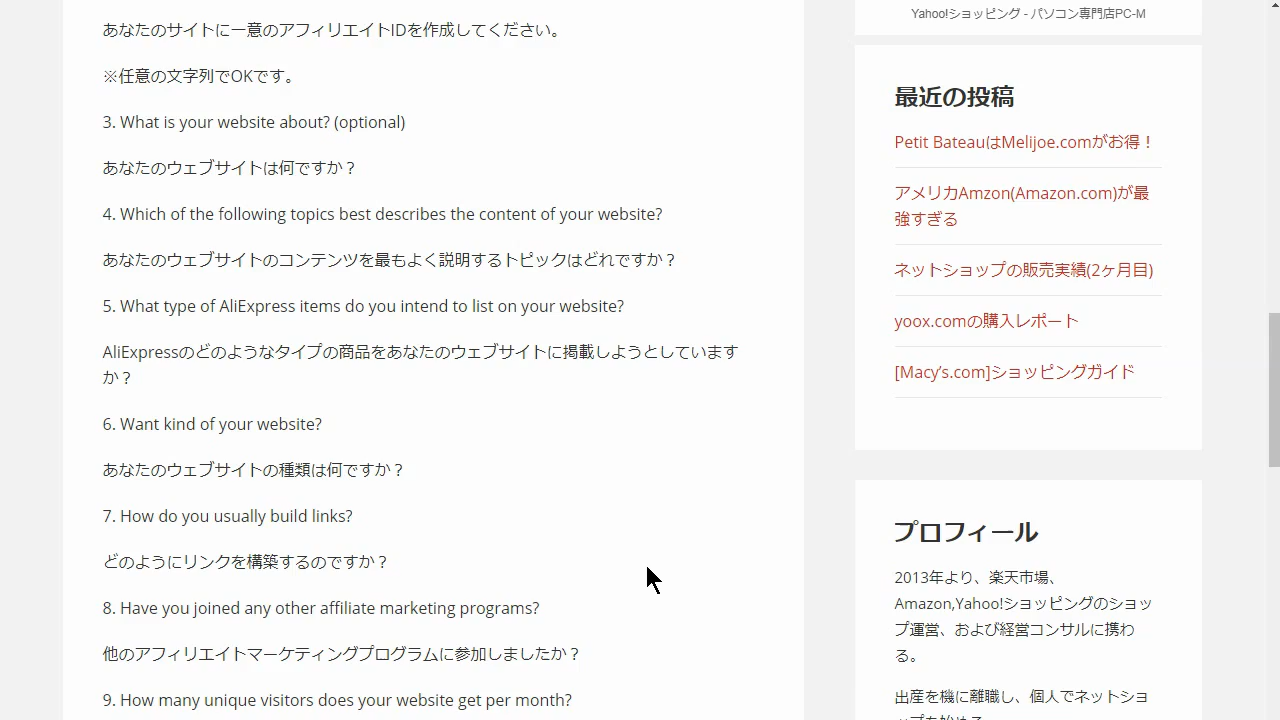 あなたのサイトに一意のアフィリエイトIDを作成してください。
※任意の文字列でOKです。
3. What is your website about? (optional)
あなたのウェブサイトは何ですか？
4. Which of the following topics best describes the content of your website?
あなたのウェブサイトのコンテンツを最もよく説明するトピックはどれですか？
5. What type of AliExpress items do you intend to list on your website?
AliExpressのどのようなタイプの商品をあなたのウェブサイトに掲載しようとしています
か？
6. Want kind of your website?
あなたのウェブサイトの種類は何ですか？
7. How do you usually build links?
どのようにリンクを構築するのですか？
8. Have you joined any other affiliate marketing programs?
他のアフィリエイトマーケティングプログラムに参加しましたか？
9. How many unique visitors does your website get per month?
Yahoo!ショッピング - パソコン専門店PC-M
最近の投稿
Petit BateauはMelijoe.comがお得！
アメリカAmzon(Amazon.com)が最
強すぎる
ネットショップの販売実績(2ヶ月目)
yoox.comの購入レポート
[Macy’s.com]ショッピングガイド
プロフィール
2013年より、楽天市場、
Amazon,Yahoo!ショッピングのショッ
プ運営、および経営コンサルに携わ
る。
出産を機に離職し、個人でネットショ
ップを始める